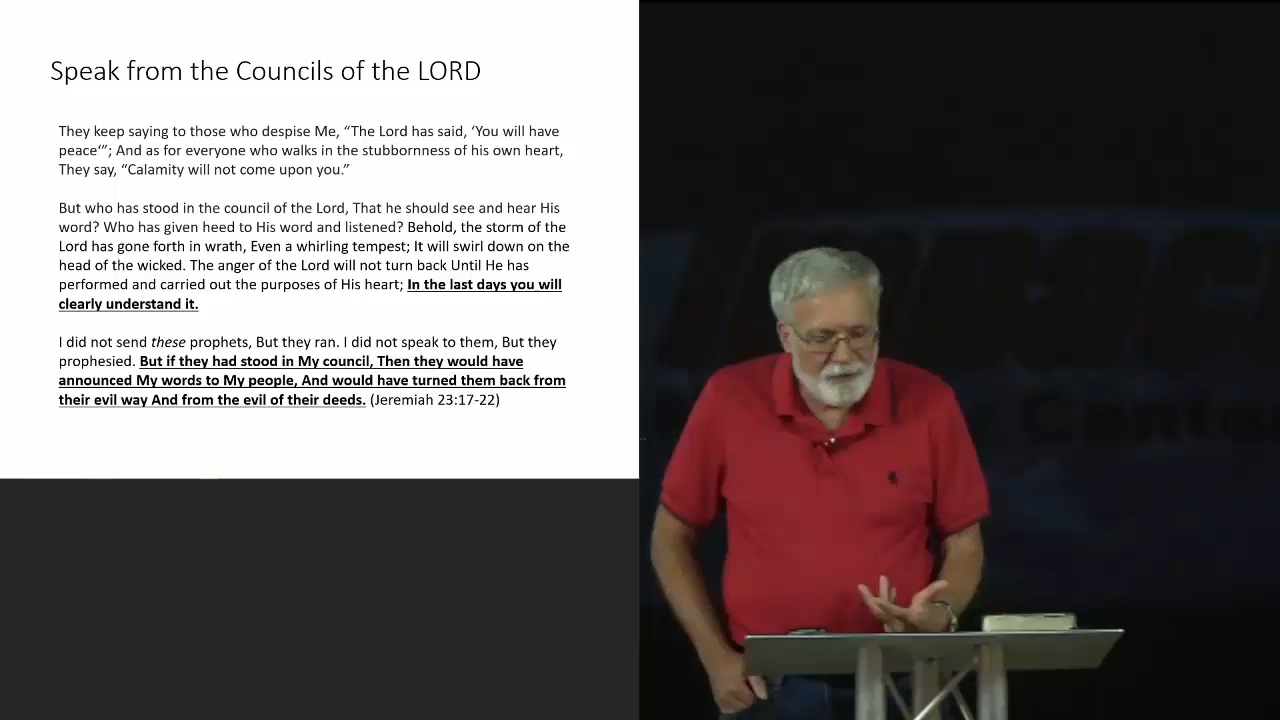 Speak from the Councils of the LORD
They keep saying to those who despise Me, “The Lord has said, ‘You will have
peace‘”; And as for everyone who walks in the stubbornness of his own heart,
They say, “Calamity will not come upon you.”
But who has stood in the council of the Lord, That he should see and hear His
word? Who has given heed to His word and listened? Behold, the storm of the
Lord has gone forth in wrath, Even a whirling tempest; It will swirl down on the
head of the wicked. The anger of the Lord will not turn back Until He has
performed and carried out the purposes of His heart; In the last days you will
clearly understand it.
I did not send these prophets, But they ran. I did not speak to them, But they
prophesied. But if they had stood in My council, Then they would have
announced My words to My people, And would have turned them back from
their evil way And from the evil of their deeds. (Jeremiah 23:17-22)